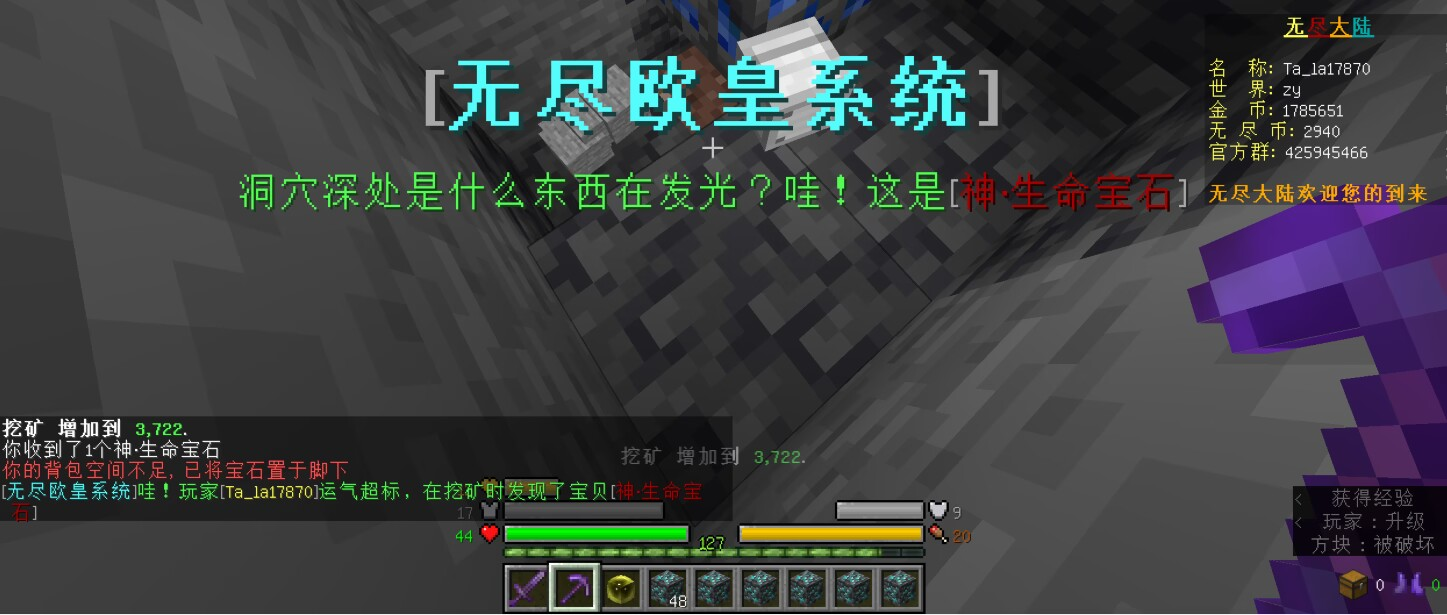 无尽大陆
[无尽欧皇系统]
名 称: Ta_la17870
世 界: zy
金 币: 1785651
无 尽 币: 2940
官方群: 425945466
洞穴深处是什么东西在发光？哇！这是[神·生命宝石]
无尽大陆欢迎您的到来
挖矿 增加到 3,722.
你收到了1个神·生命宝石
你的背包空间不足,已将宝石置于脚下
[无尽欧皇系统]哇！玩家[Ta_la17870]运气超标，在挖矿时发现了宝贝[神·生命宝
石]
挖矿 增加到 3,722.
17
9
44
127
20
48
获得经验
玩家：升级
方块：被破坏
0
0